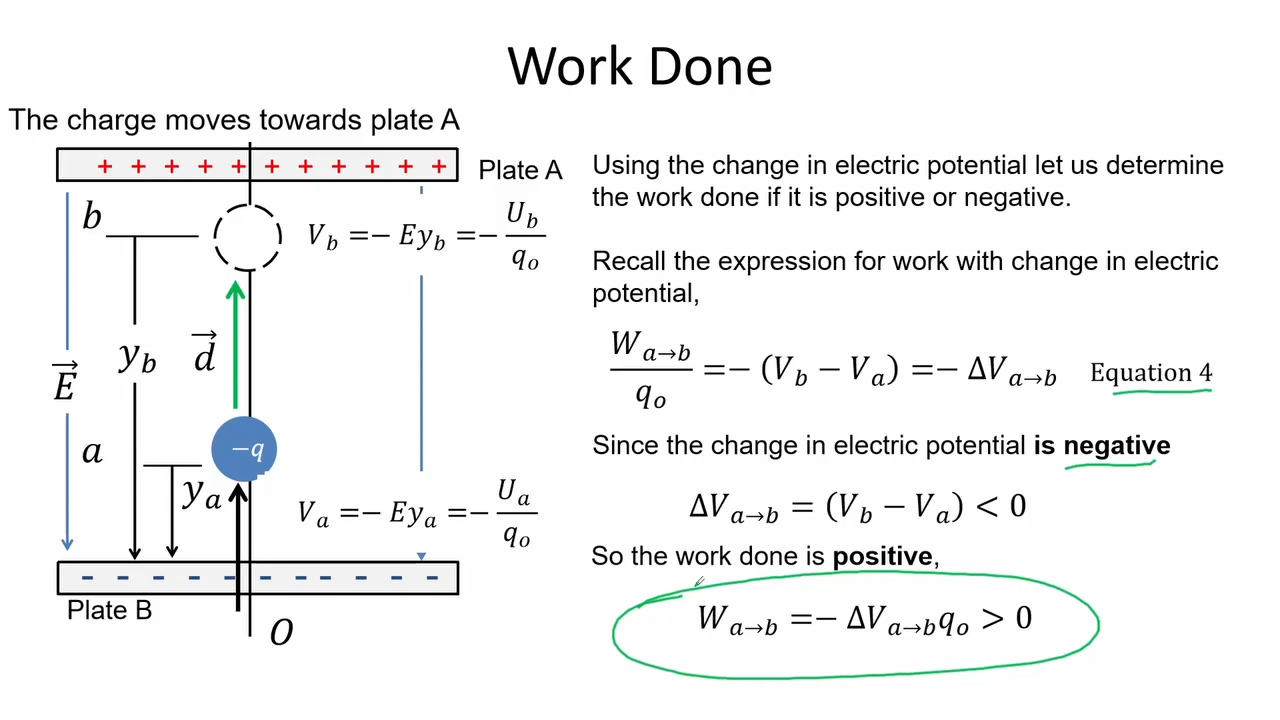 Work Done
The charge moves towards plate A
+ + + + + + + + + + +
Plate A
b
V_b =− Ey_b =− U_b/q_o
y_b
d⃗
E⃗
a
−q
y_a
V_a =− Ey_a =− U_a/q_o
- - - - - - - - - - -
Plate B
O
Using the change in electric potential let us determine
the work done if it is positive or negative.
Recall the expression for work with change in electric
potential,
W_{a→b}/q_o =− (V_b − V_a) =− ΔV_{a→b} Equation 4
Since the change in electric potential is negative
ΔV_{a→b} = (V_b − V_a) < 0
So the work done is positive,
W_{a→b} =− ΔV_{a→b}q_o > 0